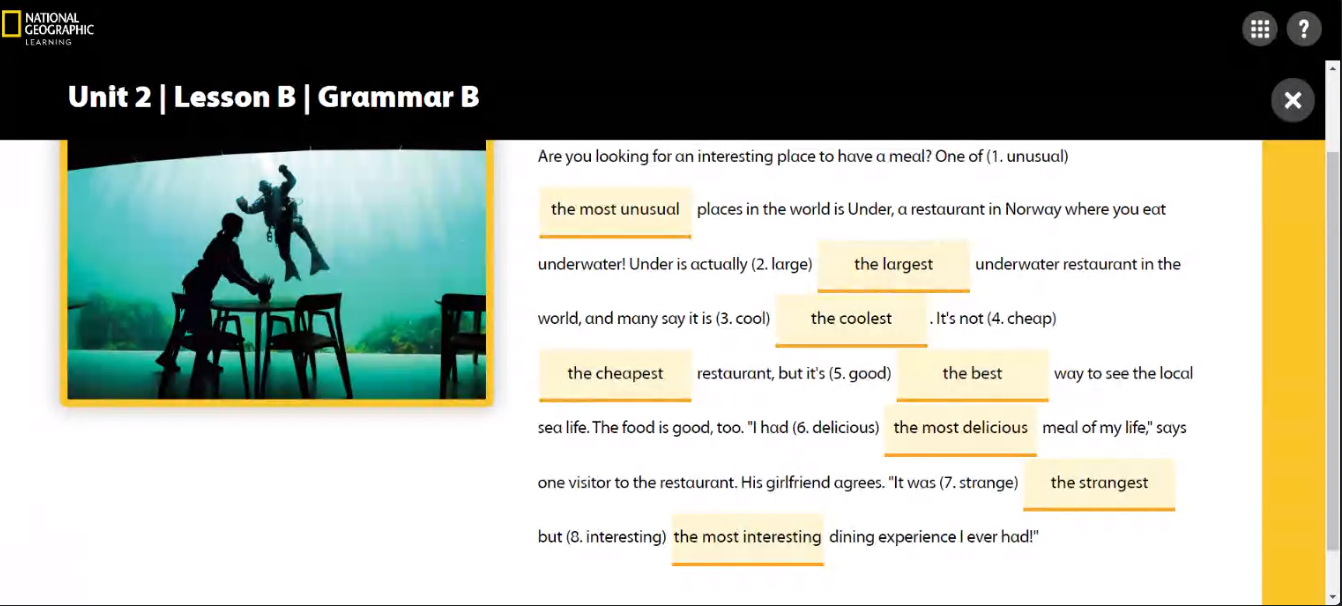 NATIONAL
GEOGRAPHIC
LEARNING
?
Unit 2 | Lesson B | Grammar B
Are you looking for an interesting place to have a meal? One of (1. unusual)
the most unusual places in the world is Under, a restaurant in Norway where you eat
underwater! Under is actually (2. large) the largest underwater restaurant in the
world, and many say it is (3. cool) the coolest . It's not (4. cheap)
the cheapest restaurant, but it's (5. good) the best way to see the local
sea life. The food is good, too. "I had (6. delicious) the most delicious meal of my life," says
one visitor to the restaurant. His girlfriend agrees. "It was (7. strange) the strangest
but (8. interesting) the most interesting dining experience I ever had!"